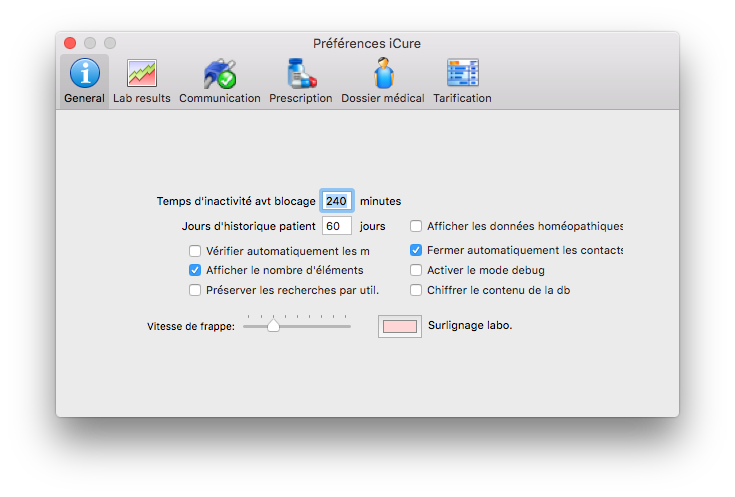 Préférences iCure
General Lab results Communication Prescription Dossier médical Tarification
Temps d'inactivité avt blocage 240 minutes
Jours d'historique patient 60 jours
Afficher les données homéopathiques
Vérifier automatiquement les m
Fermer automatiquement les contacts
Afficher le nombre d'éléments
Activer le mode debug
Préserver les recherches par util.
Chiffrer le contenu de la db
Vitesse de frappe:
Surlignage labo.